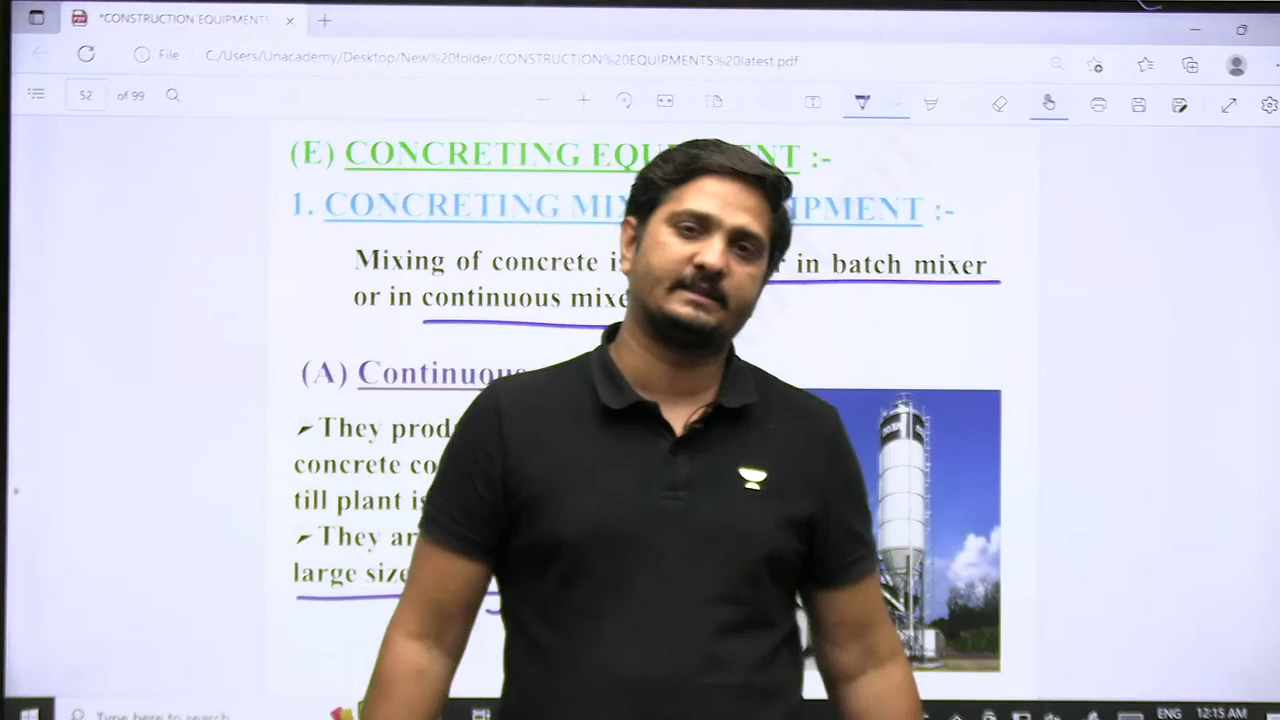 *CONSTRUCTION EQUIPMENTS
File C:/Users/Unacademy/Desktop/New%20folder/CONSTRUCTION%20EQUIPMENTS%20latest.pdf
52 of 99
(E) CONCRETING EQU NT :-
1. CONCRETING MIX IPMENT :-
Mixing of concrete in batch mixer
or in continuous mixe
(A) Continuous
➤They prod
concrete co
till plant is
➤They ar
large size
Type here to search
ENG 12:15 AM